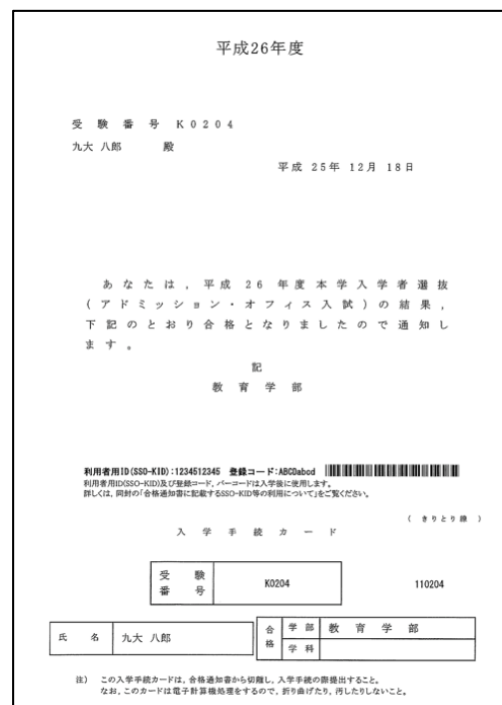 平成26年度
受験番号 K0204
九大 八郎 殿
平成 25年 12月 18日
あなたは,平成 26 年度本学入学者選抜
(アドミッション・オフィス入試)の結果,
下記のとおり合格となりましたので通知し
ます。
記
教育学部
利用者用ID(SSO-KID):1234512345 登録コード:ABCDabcd
利用者用ID(SSO-KID)及び登録コード, バーコードは入学後に使用します。
詳しくは, 同封の「合格通知書に記載するSSO-KID等の利用について」をご覧ください。
(きりとり線)
入学手続カード
受験番号 K0204 110204
氏名 九大 八郎
合格 学部 教育学部
学科
注) この入学手続カードは, 合格通知書から切離し, 入学手続の際提出すること。
なお, このカードは電子計算機処理をするので, 折り曲げたり, 汚したりしないこと。